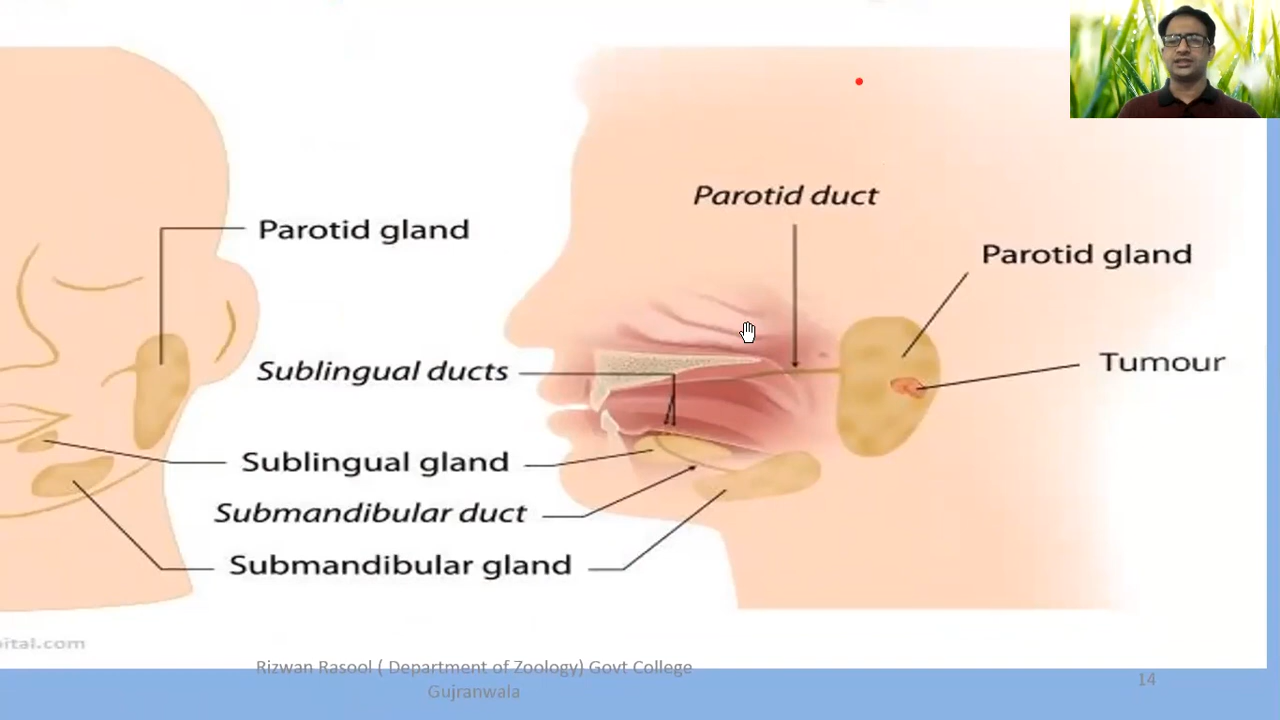 Parotid duct
Parotid gland
Parotid gland
Sublingual ducts
Tumour
Sublingual gland
Submandibular duct
Submandibular gland
ital.com
Rizwan Rasool ( Department of Zoology) Govt College
Gujranwala
14